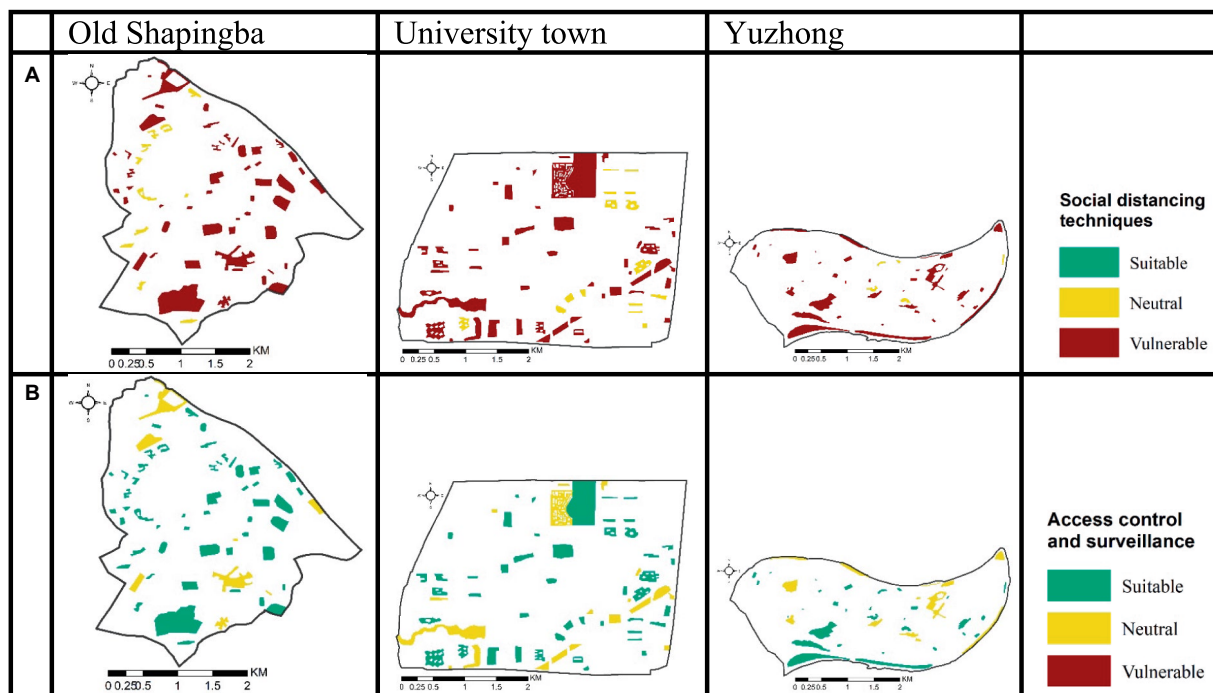 Old Shapingba
University town
Yuzhong
A
N
W
E
S
0 0.25 0.5 1 1.5 2
KM
0 0.25 0.5 1 1.5 2
KM
0 0.25 0.5 1 1.5 2
KM
Social distancing
techniques
Suitable
Neutral
Vulnerable
B
N
W
S
0 0.25 0.5 1 1.5 2
KM
0 0.25 0.5 1 1.5 2
KM
0 0.25 0.5 1 1.5 2
KM
Access control
and surveillance
Suitable
Neutral
Vulnerable